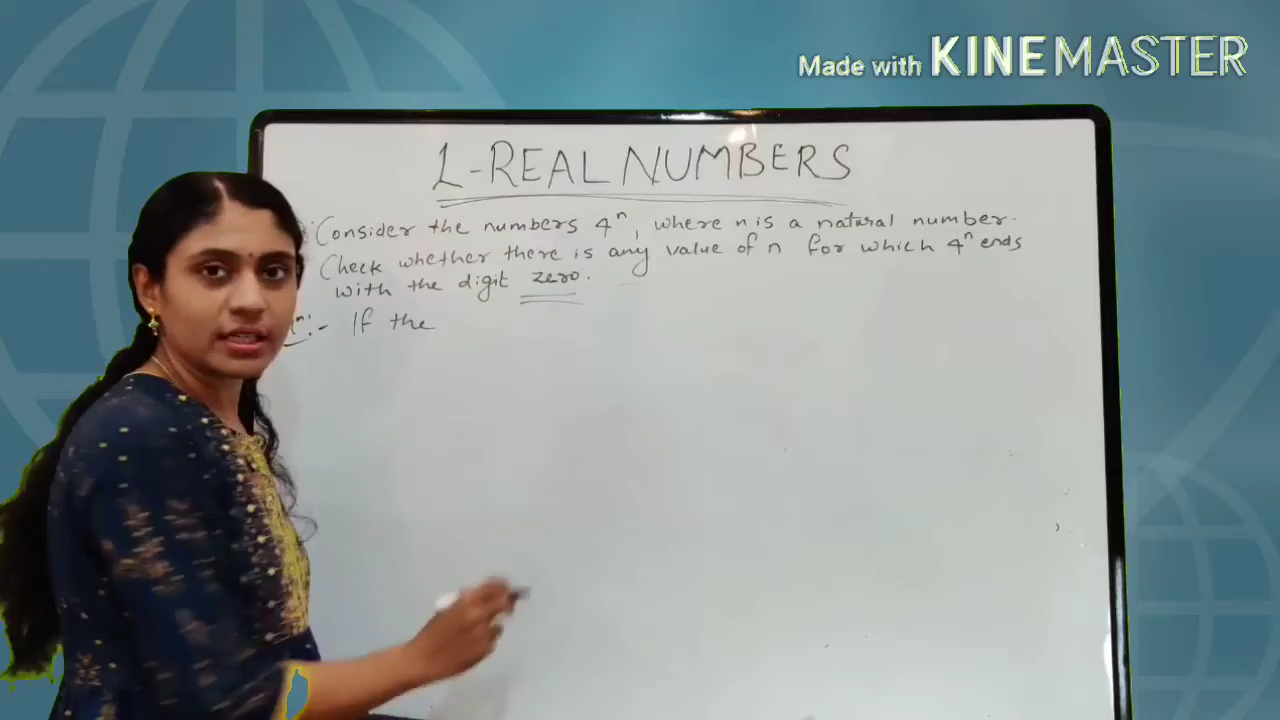 Made with KINEMASTER
1-REAL NUMBERS
Consider the numbers 4ⁿ, where n is a natural number.
Check whether there is any value of n for which 4ⁿ ends
with the digit zero.
ⁿ:- If the